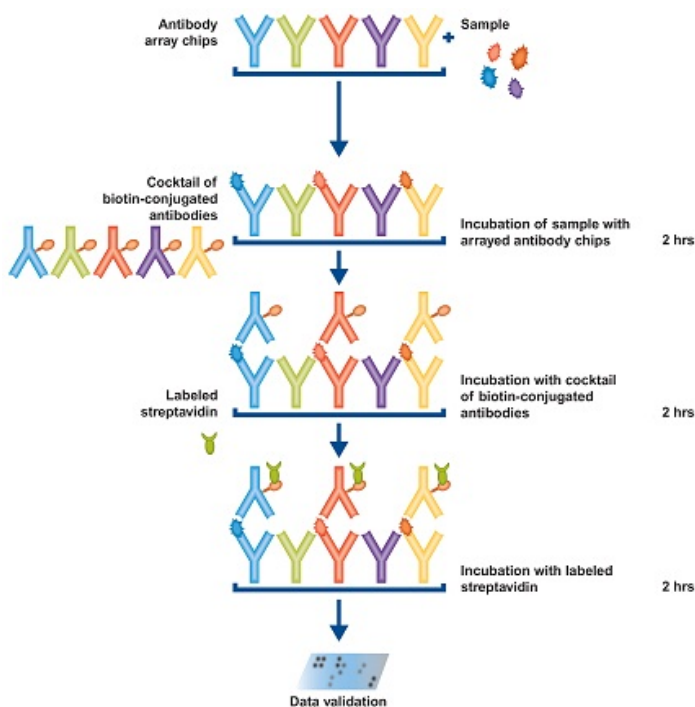 Antibody
array chips
Sample
Cocktail of
biotin-conjugated
antibodies
Incubation of sample with
arrayed antibody chips
2 hrs
Incubation with cocktail
of biotin-conjugated
antibodies
2 hrs
Labeled
streptavidin
Incubation with labeled
streptavidin
2 hrs
Data validation